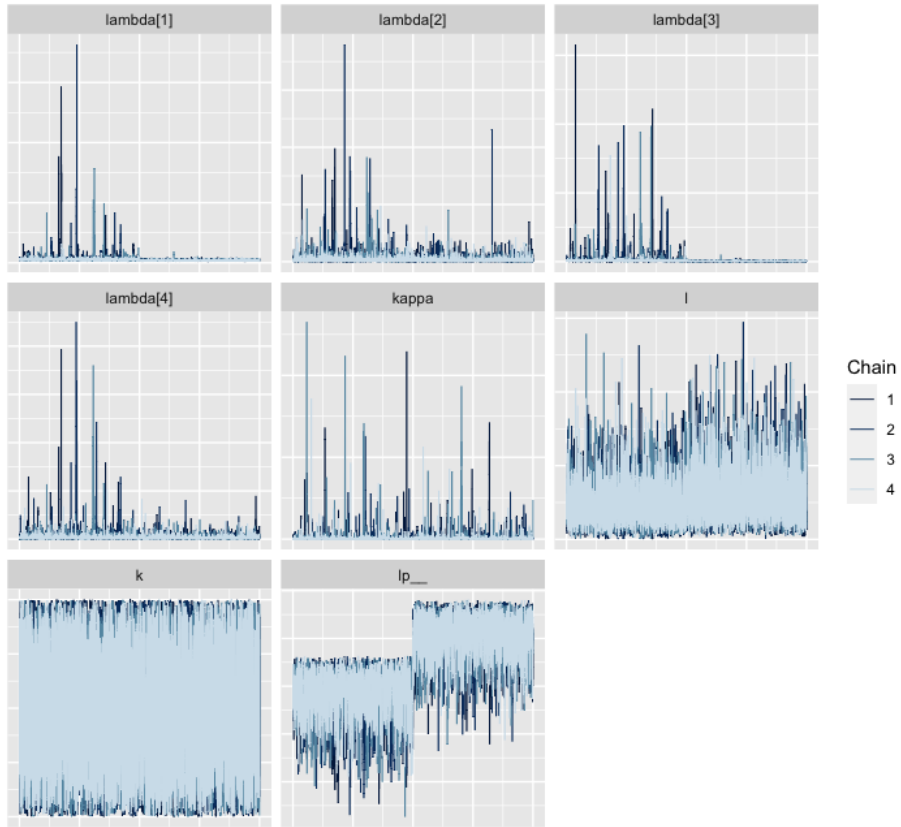 lambda[1]
lambda[2]
lambda[3]
lambda[4]
kappa
l
k
lp__
Chain
1
2
3
4